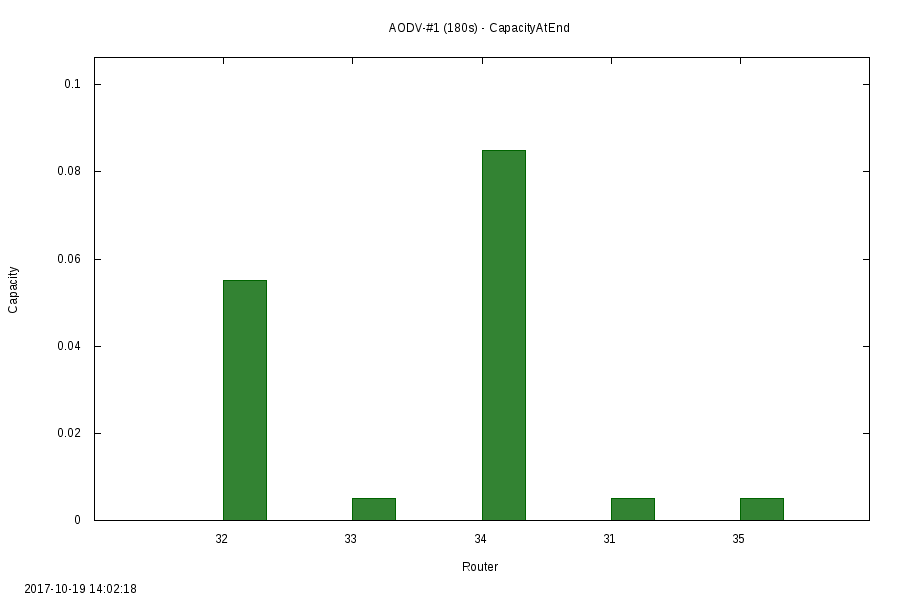 AODV-#1 (180s) - CapacityAtEnd
0.1
0.08
0.06
0.04
0.02
0
Capacity
32 33 34 31 35
Router
2017-10-19 14:02:18